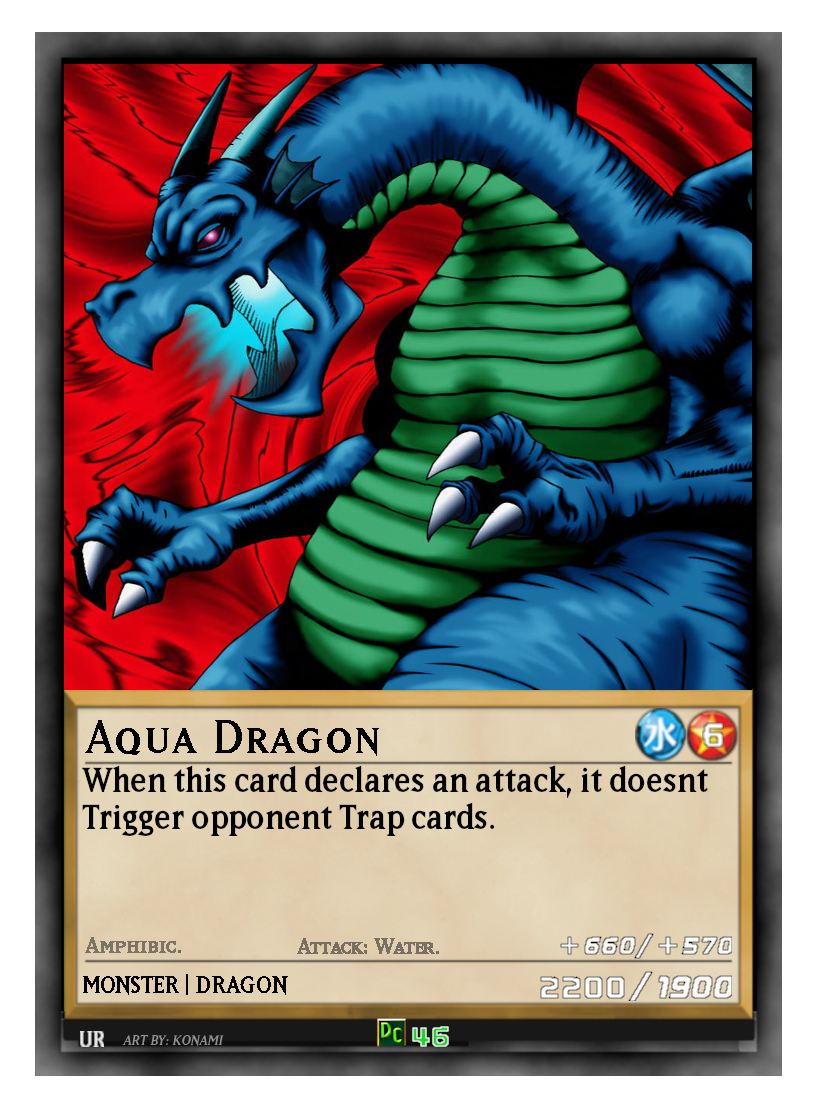 AQUA DRAGON 水 6
When this card declares an attack, it doesnt
Trigger opponent Trap cards.
AMPHIBIC. ATTACK: WATER. +660/+570
MONSTER | DRAGON 2200/1900
UR ART BY: KONAMI DC 46